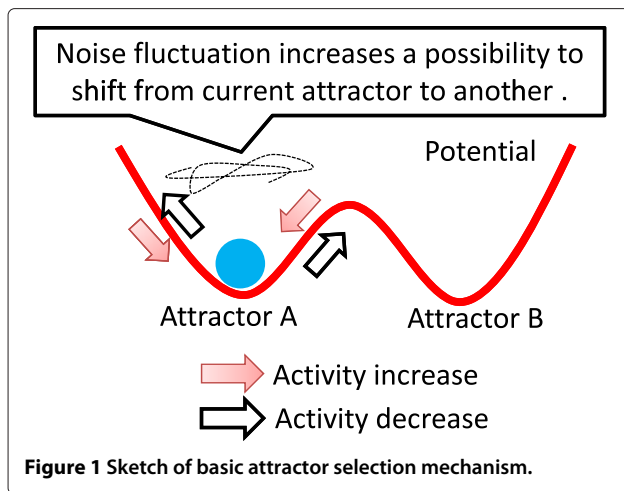 Noise fluctuation increases a possibility to
shift from current attractor to another .
Potential
Attractor A
Attractor B
Activity increase
Activity decrease
Figure 1 Sketch of basic attractor selection mechanism.